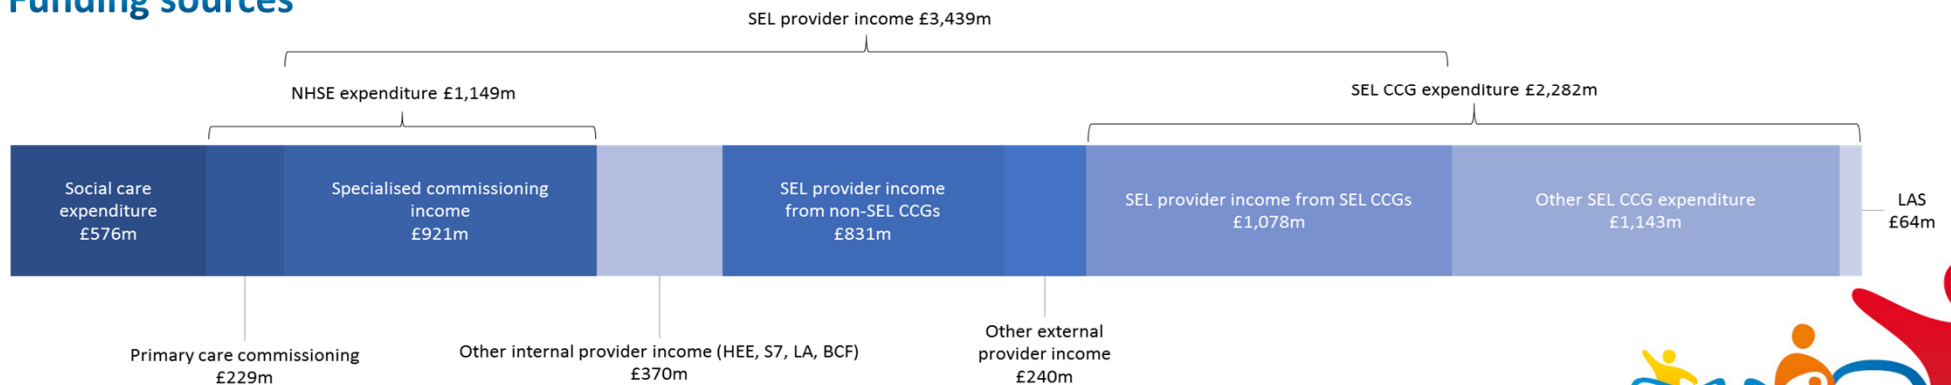 Funding sources
SEL provider income £3,439m
NHSE expenditure £1,149m
SEL CCG expenditure £2,282m
Social care
expenditure
£576m
Specialised commissioning
income
£921m
SEL provider income
from non-SEL CCGs
£831m
SEL provider income from SEL CCGs
£1,078m
Other SEL CCG expenditure
£1,143m
LAS
£64m
Primary care commissioning
£229m
Other internal provider income (HEE, S7, LA, BCF)
£370m
Other external
provider income
£240m